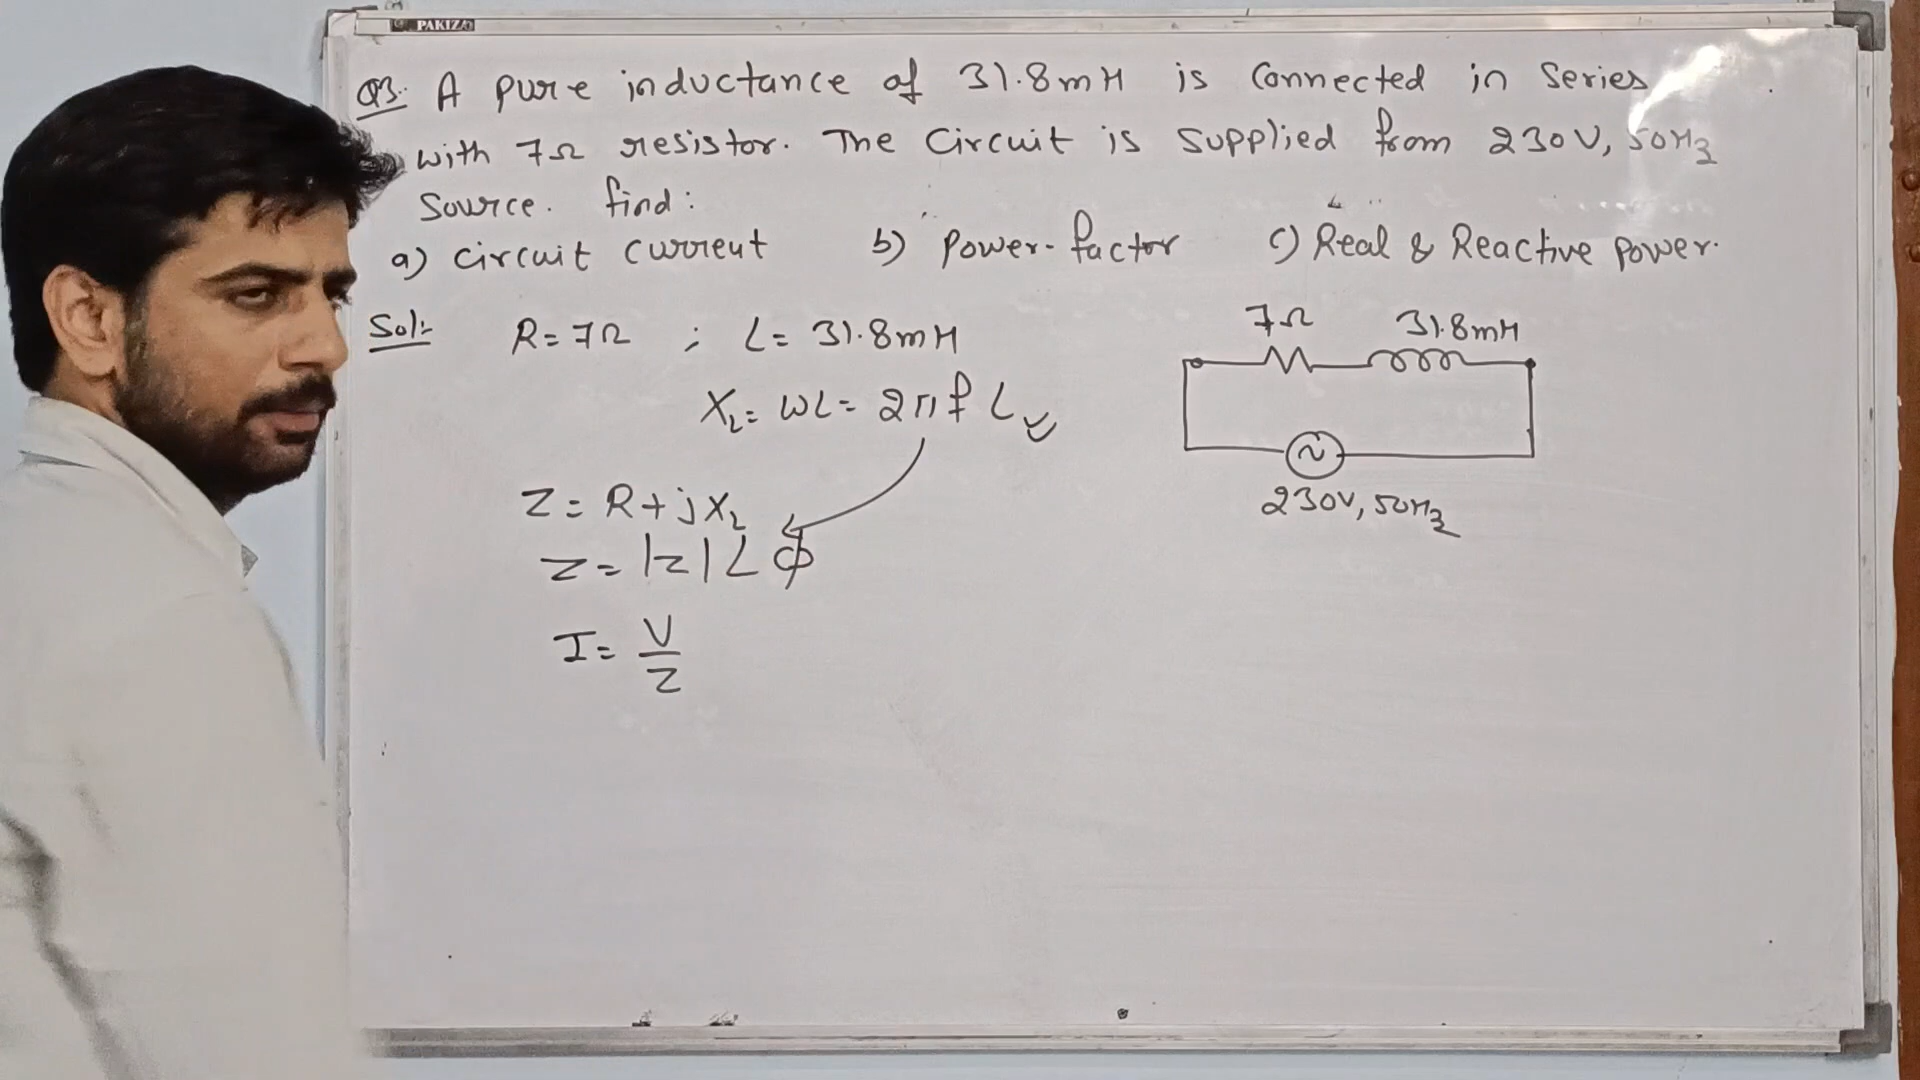 PAKIZA
Q3. A pure inductance of 31.8mH is Connected in Series
with 7Ω resistor. The Circuit is supplied from 230V, 50Hz
Source. find:
a) circuit current b) Power-factor c) Real & Reactive power.
Sol:- R=7Ω ; L= 31.8mH
7Ω 31.8mH
X_L= ωL= 2πfL
230V, 50Hz
Z= R+jX_L
Z= |Z|∠Φ
I= V/Z